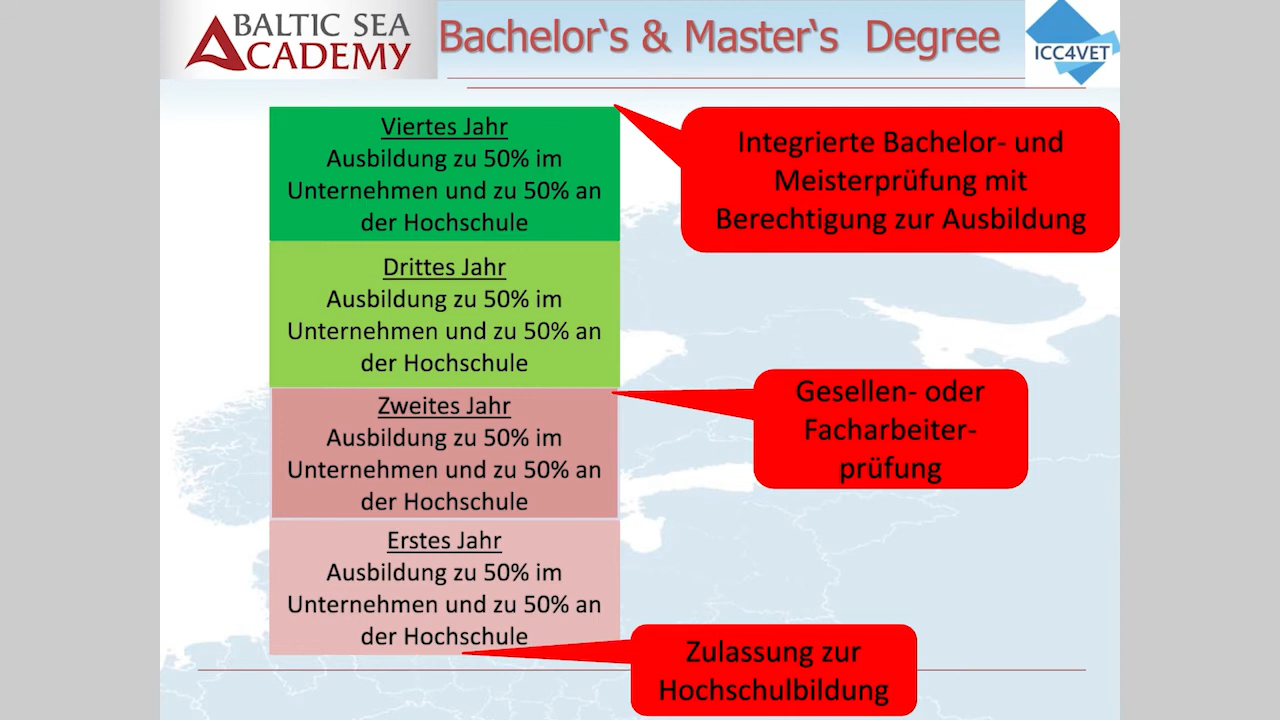 BALTIC SEA
ACADEMY
Bachelor‘s & Master‘s Degree
ICC4VET
Viertes Jahr
Ausbildung zu 50% im
Unternehmen und zu 50% an
der Hochschule
Integrierte Bachelor- und
Meisterprüfung mit
Berechtigung zur Ausbildung
Drittes Jahr
Ausbildung zu 50% im
Unternehmen und zu 50% an
der Hochschule
Zweites Jahr
Ausbildung zu 50% im
Unternehmen und zu 50% an
der Hochschule
Gesellen- oder
Facharbeiter-
prüfung
Erstes Jahr
Ausbildung zu 50% im
Unternehmen und zu 50% an
der Hochschule
Zulassung zur
Hochschulbildung